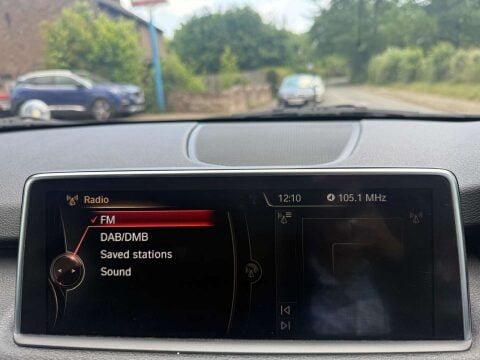 Radio
12:10
105.1 MHz
✓ FM
DAB/DMB
Saved stations
Sound